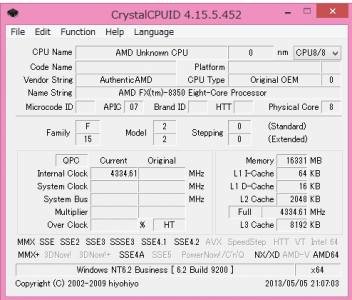 CrystalCPUID 4.15.5.452
File Edit Function Help Language
CPU Name AMD Unknown CPU 0 nm CPU8/8
Code Name Platform
Vendor String AuthenticAMD CPU Type Original OEM 0
Name String AMD FX(tm)-8350 Eight-Core Processor
Microcode ID APIC 07 Brand ID HTT Physical Core 8
Family F Model 2 Stepping 0 (Standard)
15 2 0 (Extended)
QPC Current Original Memory 16331 MB
Internal Clock 4334.61 MHz L1 I-Cache 64 KB
System Clock MHz L1 D-Cache 16 KB
System Bus MHz L2 Cache 2048 KB
Multiplier Full 4334.61 MHz
Over Clock % HT L3 Cache 8192 KB
MMX SSE SSE2 SSE3 SSSE3 SSE4.1 SSE4.2 AVX SpeedStep HTT VT Intel 64
MMX+ 3DNow! 3DNow!+ SSE4A SSE5 PowerNow!/C'n'Q NX/XD AMD-V AMD64
Windows NT6.2 Business [ 6.2 Build 9200 ] x64
Copyright (C) 2002-2009 hiyohiyo 2013/05/05 21:07:03